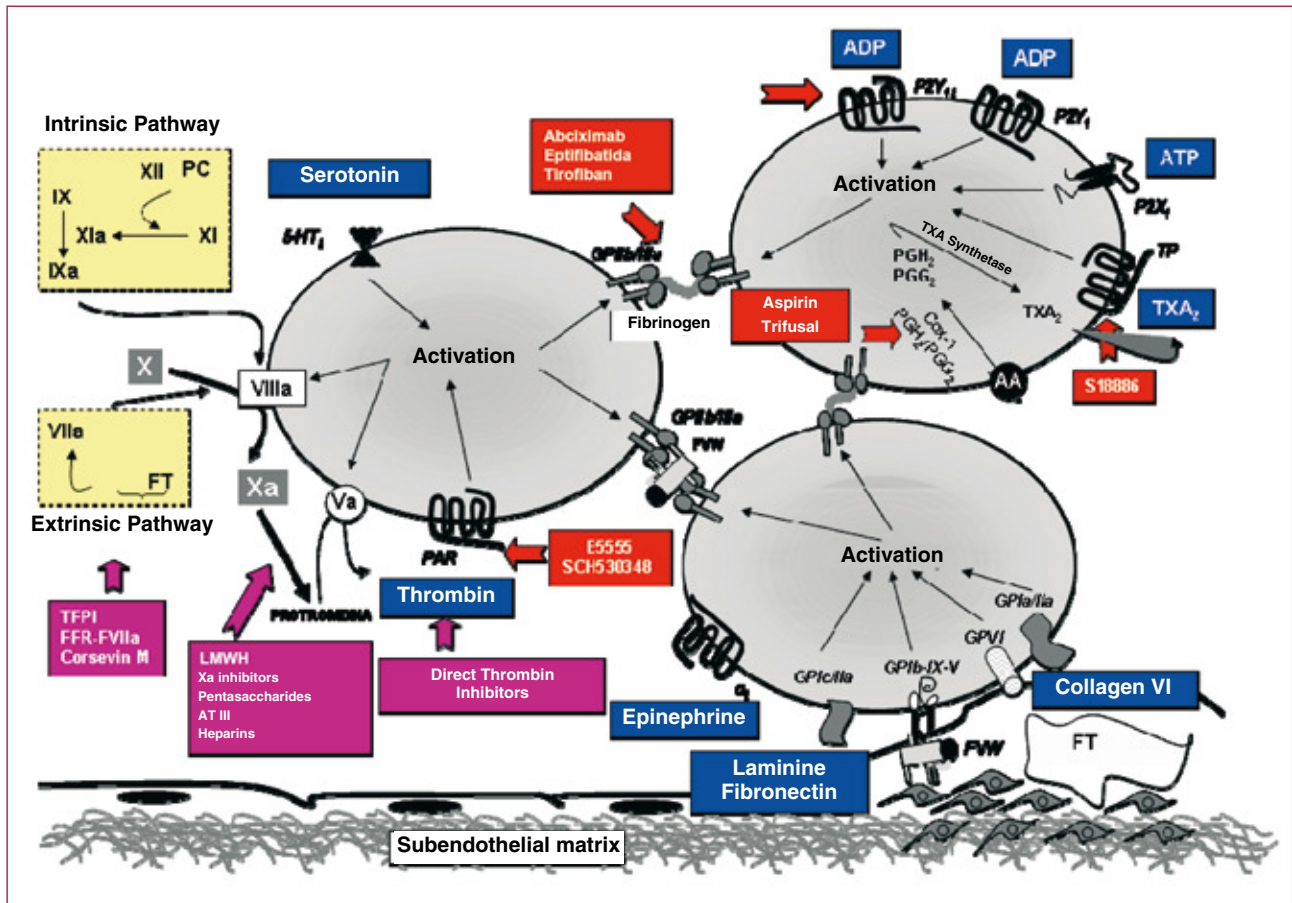 Intrinsic Pathway
XII PC
IX
XIa XI
IXa
X
VIIIa
VIIa
FT
Xa
Extrinsic Pathway
TFPI
FFR-FVIIa
Corsevin M
PROTROMBINA
LMWH
Xa inhibitors
Pentasaccharides
AT III
Heparins
Serotonin
Activation
Va
PAR
Thrombin
Direct Thrombin
Inhibitors
E5555
SCH530348
Abciximab
Eptifibatida
Tirofiban
GPIIb/IIIa
Fibrinogen
GPIIb/IIIa
FVW
ADP
ADP
P2Y1
ATP
P2X1
Activation
TXA Synthetase
PGH2
PGG2
TXA2
TP
TXA2
Aspirin
Trifusal
Cox-1
PGH2/PGG2
AA
S18886
Activation
GPIa/IIa
GPVI
GPIb-IX-V
GPIc/IIa
Epinephrine
Collagen VI
FVW
FT
Laminine
Fibronectin
Subendothelial matrix